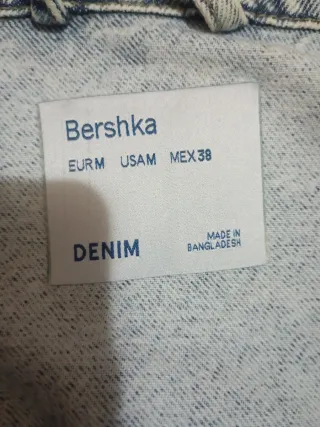 Bershka
EUR M USA M MEX 38
DENIM
MADE IN
BANGLADESH